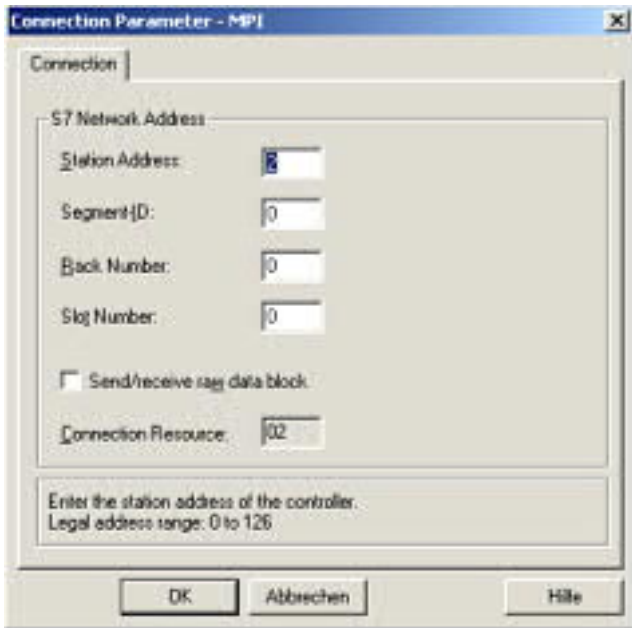 Connection Parameter - MPI
Connection
S7 Network Address
Station Address: 2
Segment-ID: 0
Rack Number: 0
Slot Number: 0
Send/receive raw data block
Connection Resource: 02
Enter the station address of the controller.
Legal address range: 0 to 126
OK Abbrechen Hilfe